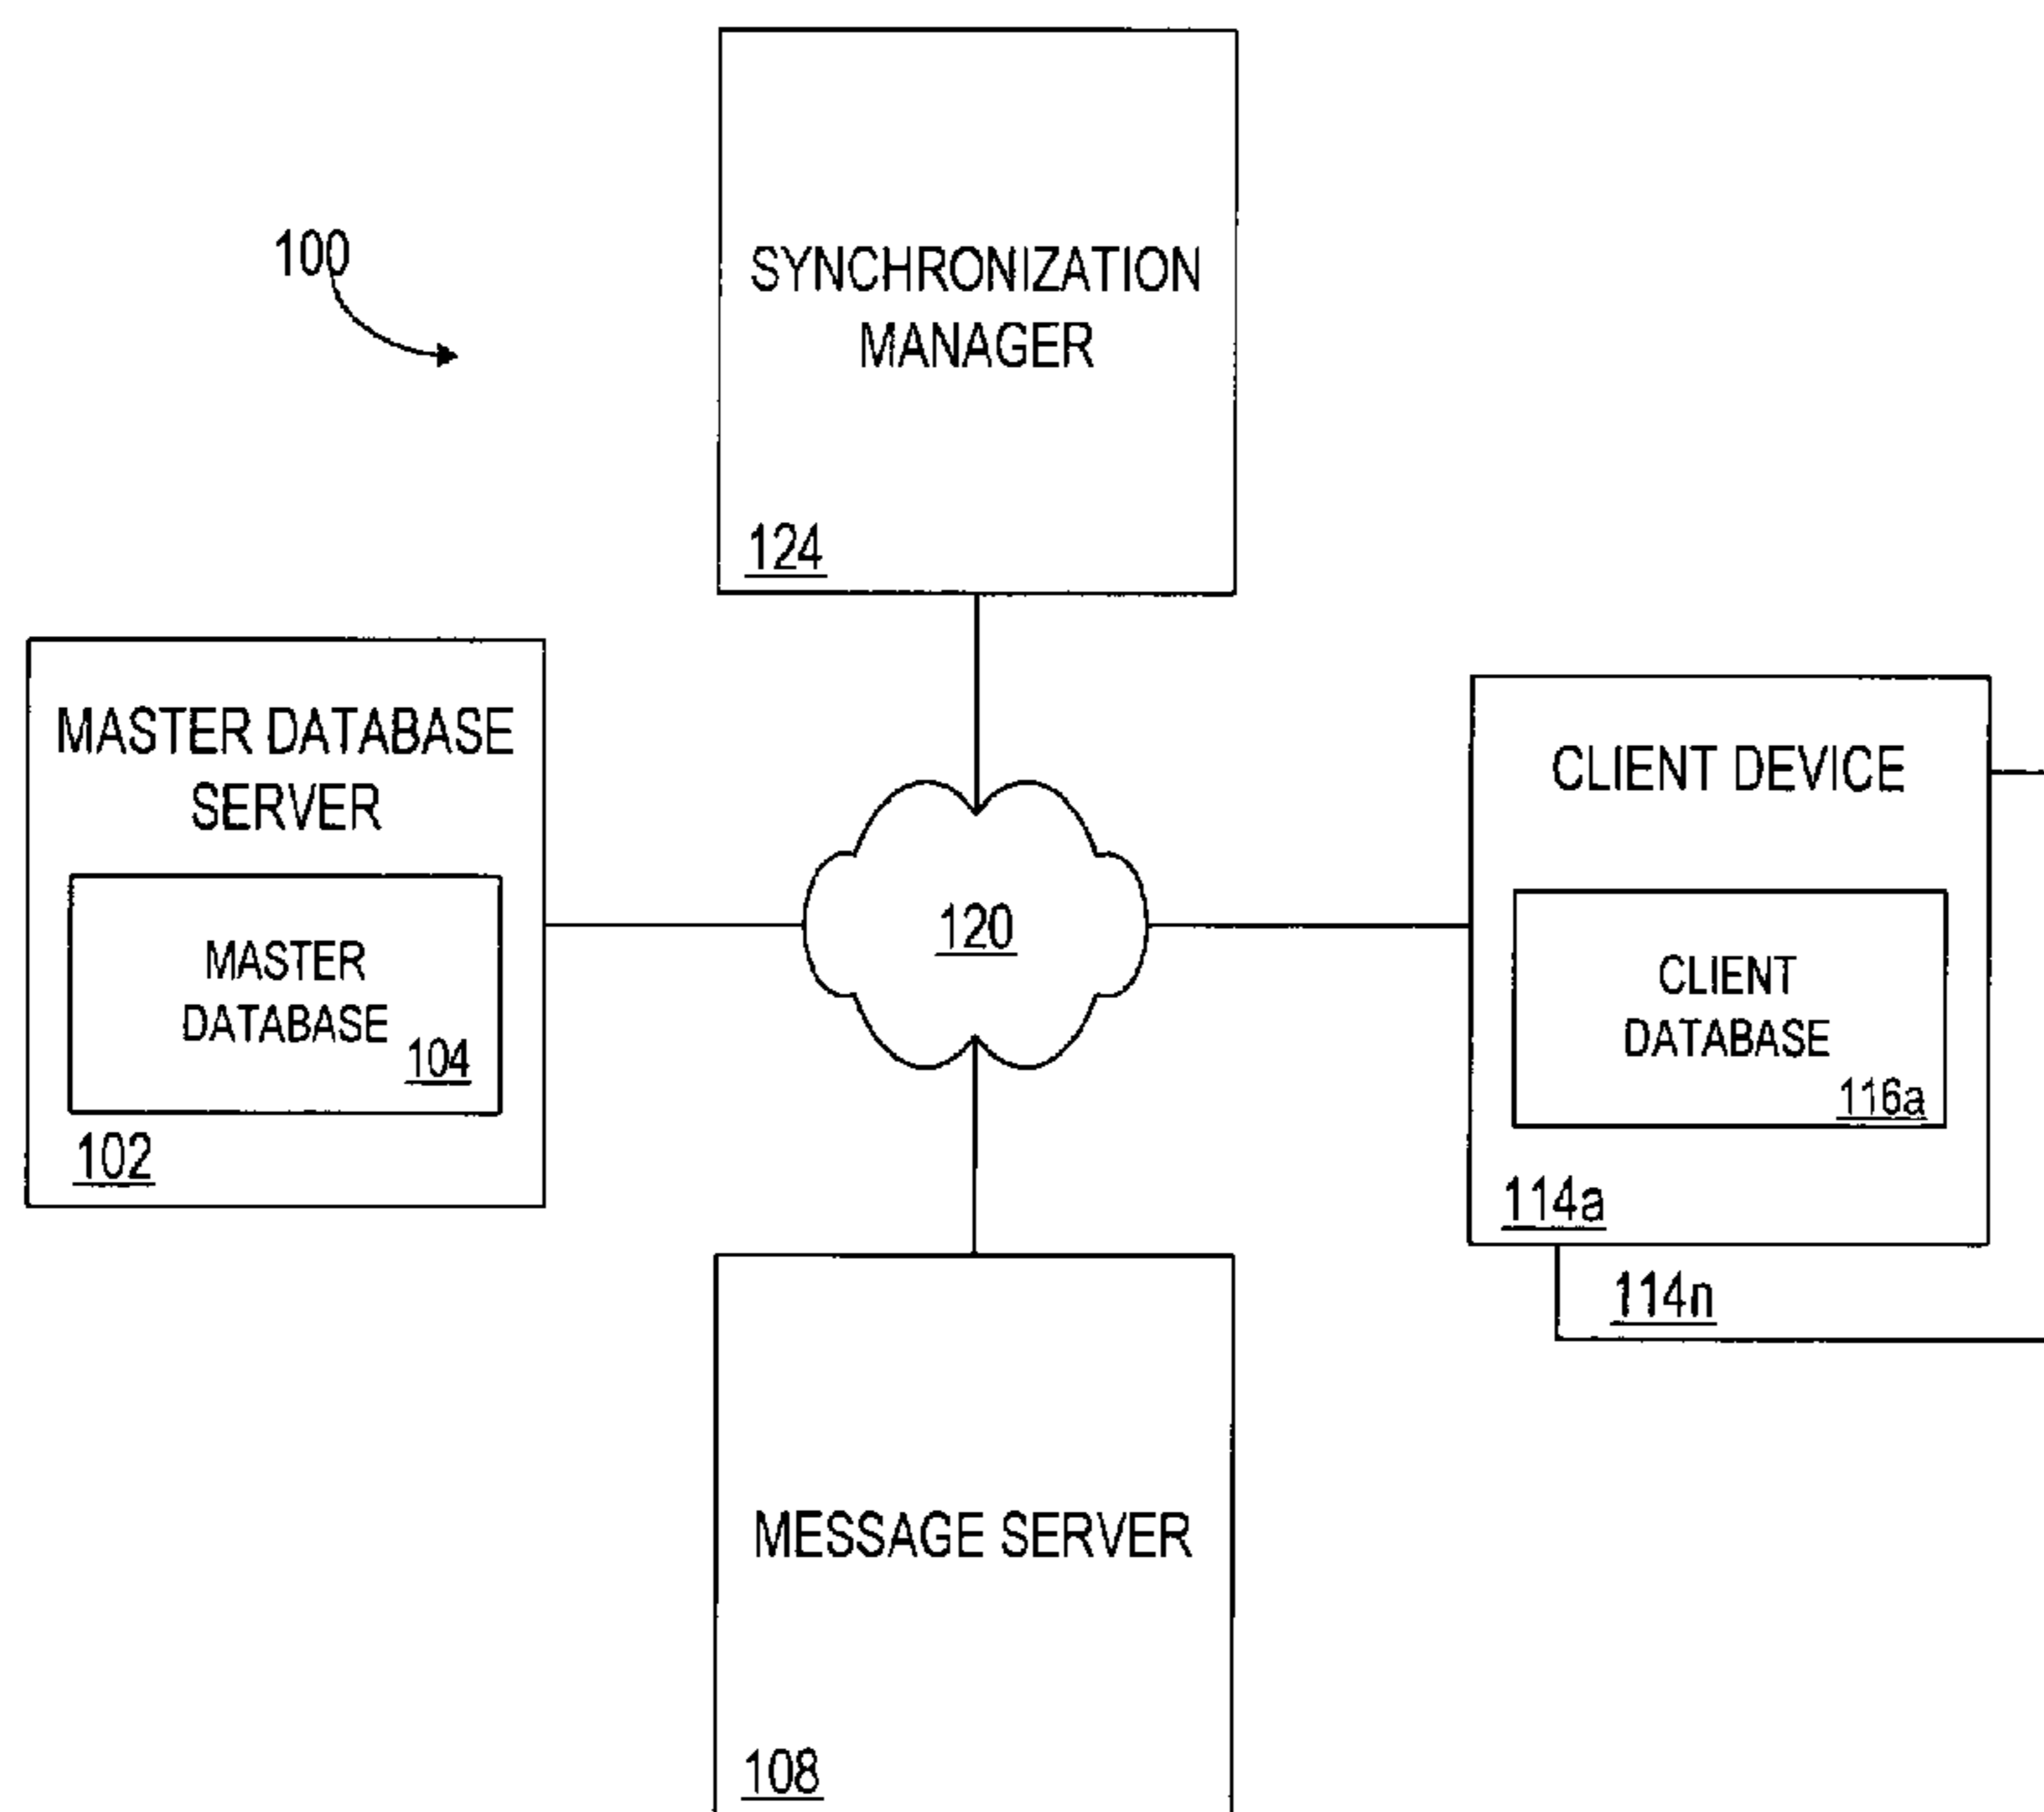 100
SYNCHRONIZATION
MANAGER
124
MASTER DATABASE
SERVER
MASTER
DATABASE
104
102
120
CLIENT DEVICE
CLIENT
DATABASE
116a
114a
114n
MESSAGE SERVER
108